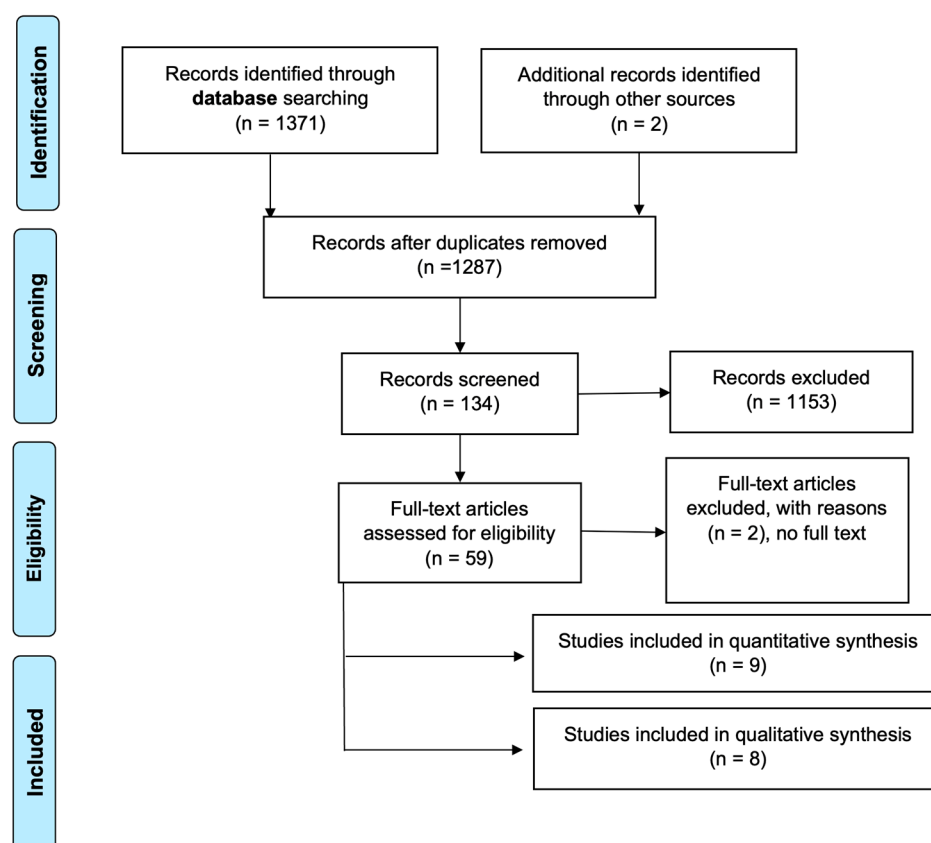 Identification
Records identified through
database searching
(n = 1371)
Additional records identified
through other sources
(n = 2)
Screening
Records after duplicates removed
(n =1287)
Records screened
(n = 134)
Records excluded
(n = 1153)
Eligibility
Full-text articles
assessed for eligibility
(n = 59)
Full-text articles
excluded, with reasons
(n = 2), no full text
Included
Studies included in quantitative synthesis
(n = 9)
Studies included in qualitative synthesis
(n = 8)